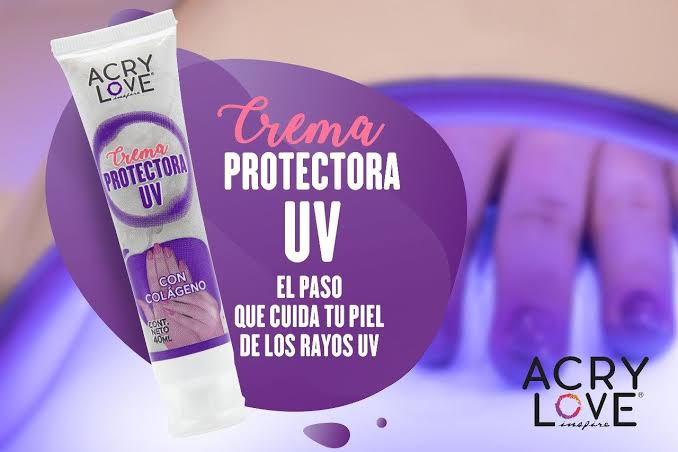 ACRY
LOVE®
inspire
Crema
PROTECTORA
UV
CON
COLÁGENO
CONT.
NETO
40ML
Crema
PROTECTORA
UV
EL PASO
QUE CUIDA TU PIEL
DE LOS RAYOS UV
ACRY
LOVE®
inspire